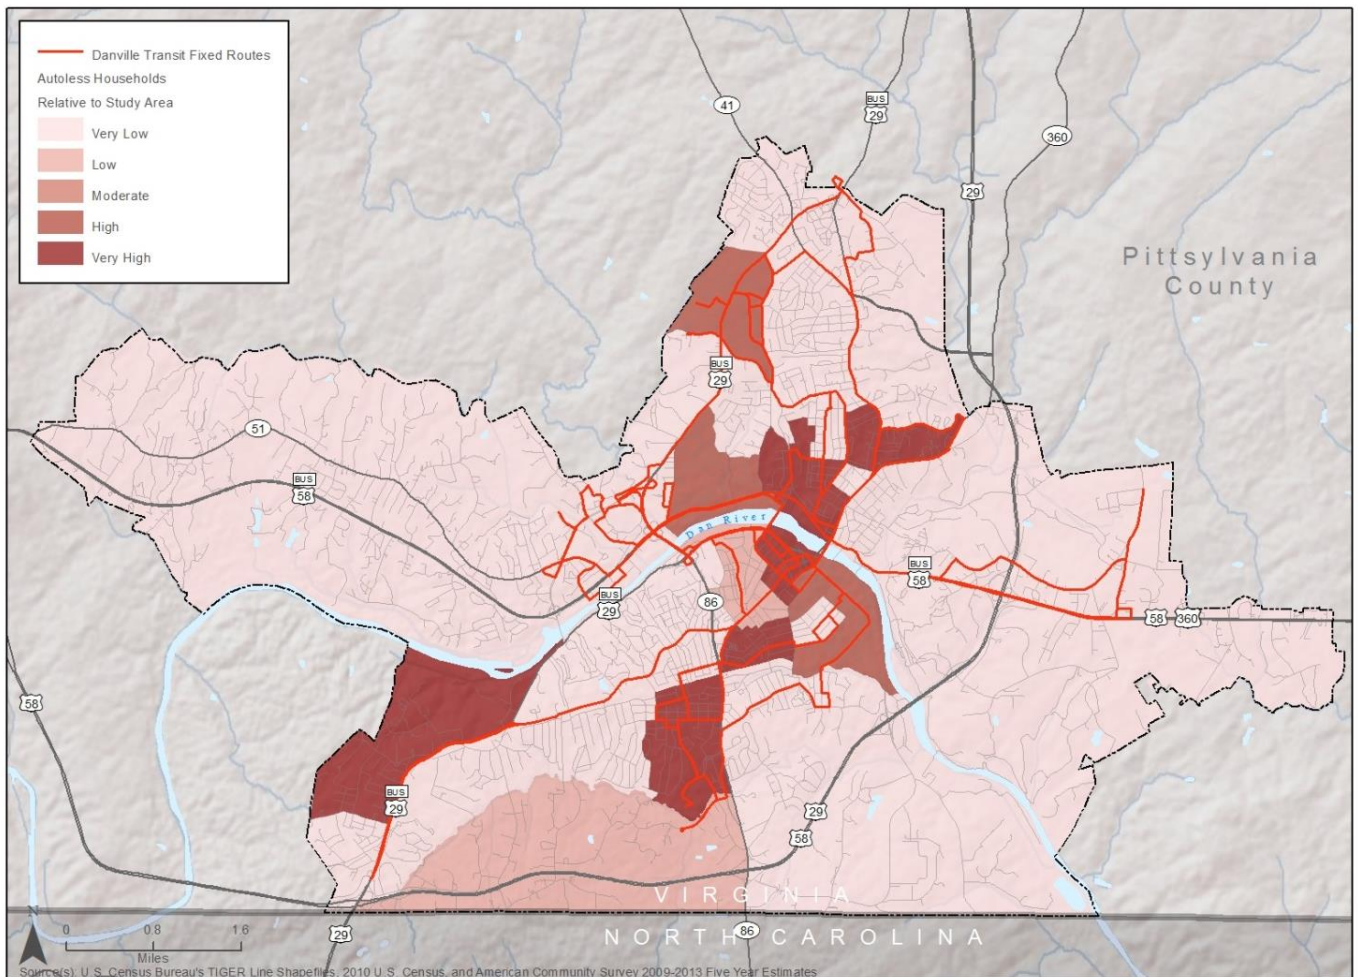 Danville Transit Fixed Routes
Autoless Households
Relative to Study Area
Very Low
Low
Moderate
High
Very High
41
BUS
29
360
29
Pittsylvania
County
BUS
29
51
BUS
58
Dan River
BUS
58
BUS
29
86
58
360
58
BUS
29
29
58
VIRGINIA
NORTH CAROLINA
86
29
N
0
0.8
1.6
Miles
Source(s): U.S. Census Bureau's TIGER Line Shapefiles, 2010 U.S. Census, and American Community Survey 2009-2013 Five Year Estimates